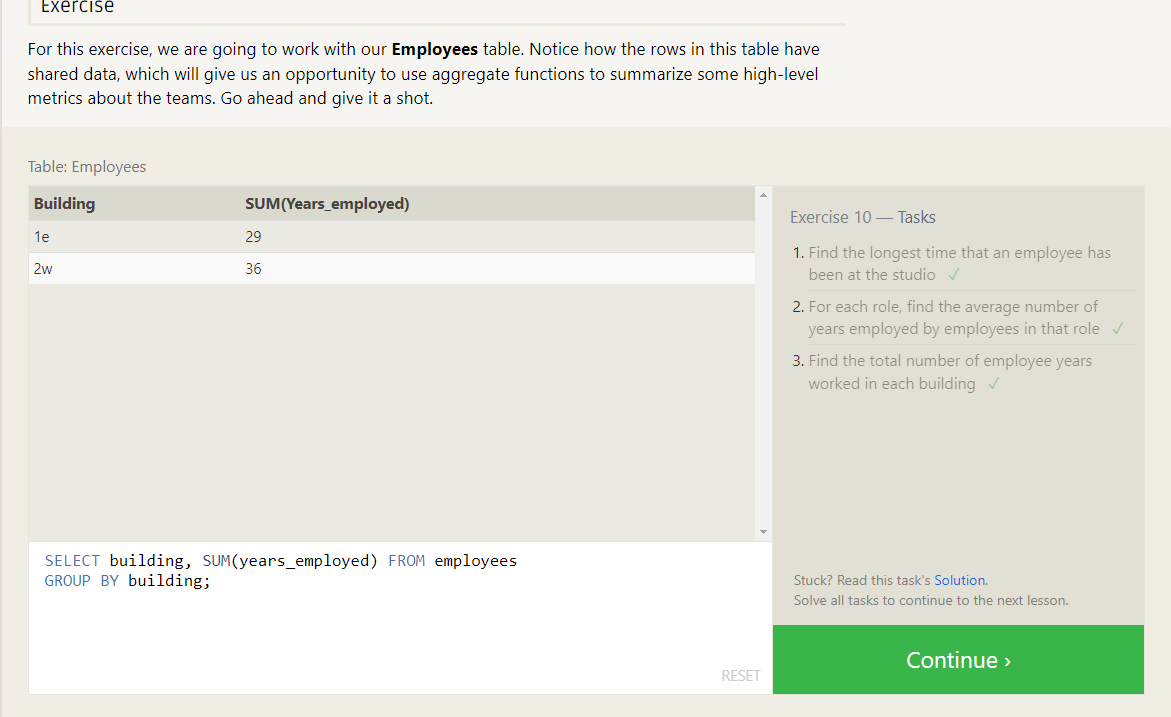 Exercise
For this exercise, we are going to work with our Employees table. Notice how the rows in this table have
shared data, which will give us an opportunity to use aggregate functions to summarize some high-level
metrics about the teams. Go ahead and give it a shot.
Table: Employees
Building SUM(Years_employed)
1e 29
2w 36
SELECT building, SUM(years_employed) FROM employees
GROUP BY building;
RESET
Exercise 10 — Tasks
1. Find the longest time that an employee has
been at the studio ✓
2. For each role, find the average number of
years employed by employees in that role ✓
3. Find the total number of employee years
worked in each building ✓
Stuck? Read this task's Solution.
Solve all tasks to continue to the next lesson.
Continue ›